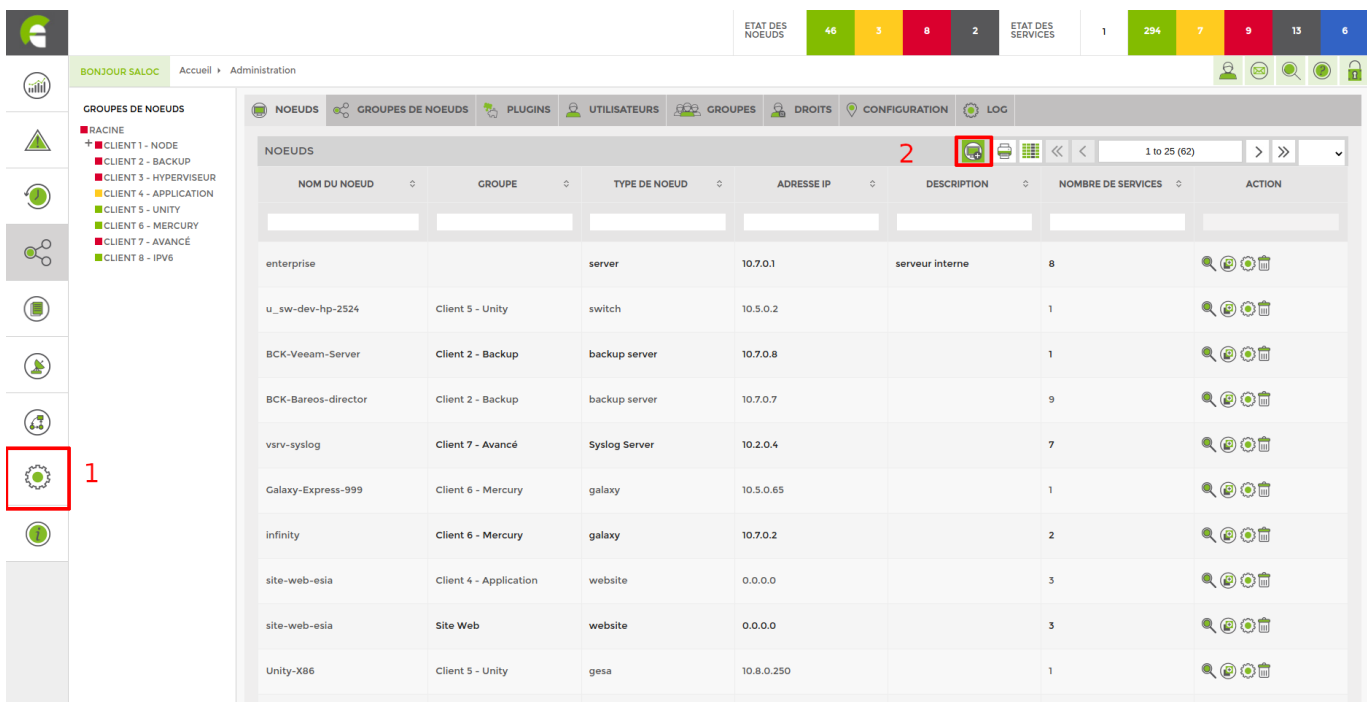 ETAT DES NOEUDS 46 3 8 2 ETAT DES SERVICES 1 294 7 9 13 6
BONJOUR SALOC Accueil Administration
GROUPES DE NOEUDS
RACINE
+ CLIENT 1 - NODE
CLIENT 2 - BACKUP
CLIENT 3 - HYPERVISEUR
CLIENT 4 - APPLICATION
CLIENT 5 - UNITY
CLIENT 6 - MERCURY
CLIENT 7 - AVANCÉ
CLIENT 8 - IPV6
1
NOEUDS GROUPES DE NOEUDS PLUGINS UTILISATEURS GROUPES DROITS CONFIGURATION LOG
NOEUDS 2 1 to 25 (62)
NOM DU NOEUD GROUPE TYPE DE NOEUD ADRESSE IP DESCRIPTION NOMBRE DE SERVICES ACTION
enterprise server 10.7.0.1 serveur interne 8
u_sw-dev-hp-2524 Client 5 - Unity switch 10.5.0.2 1
BCK-Veeam-Server Client 2 - Backup backup server 10.7.0.8 1
BCK-Bareos-director Client 2 - Backup backup server 10.7.0.7 9
vsrv-syslog Client 7 - Avancé Syslog Server 10.2.0.4 7
Galaxy-Express-999 Client 6 - Mercury galaxy 10.5.0.65 1
infinity Client 6 - Mercury galaxy 10.7.0.2 2
site-web-esia Client 4 - Application website 0.0.0.0 3
site-web-esia Site Web website 0.0.0.0 3
Unity-X86 Client 5 - Unity gesa 10.8.0.250 1